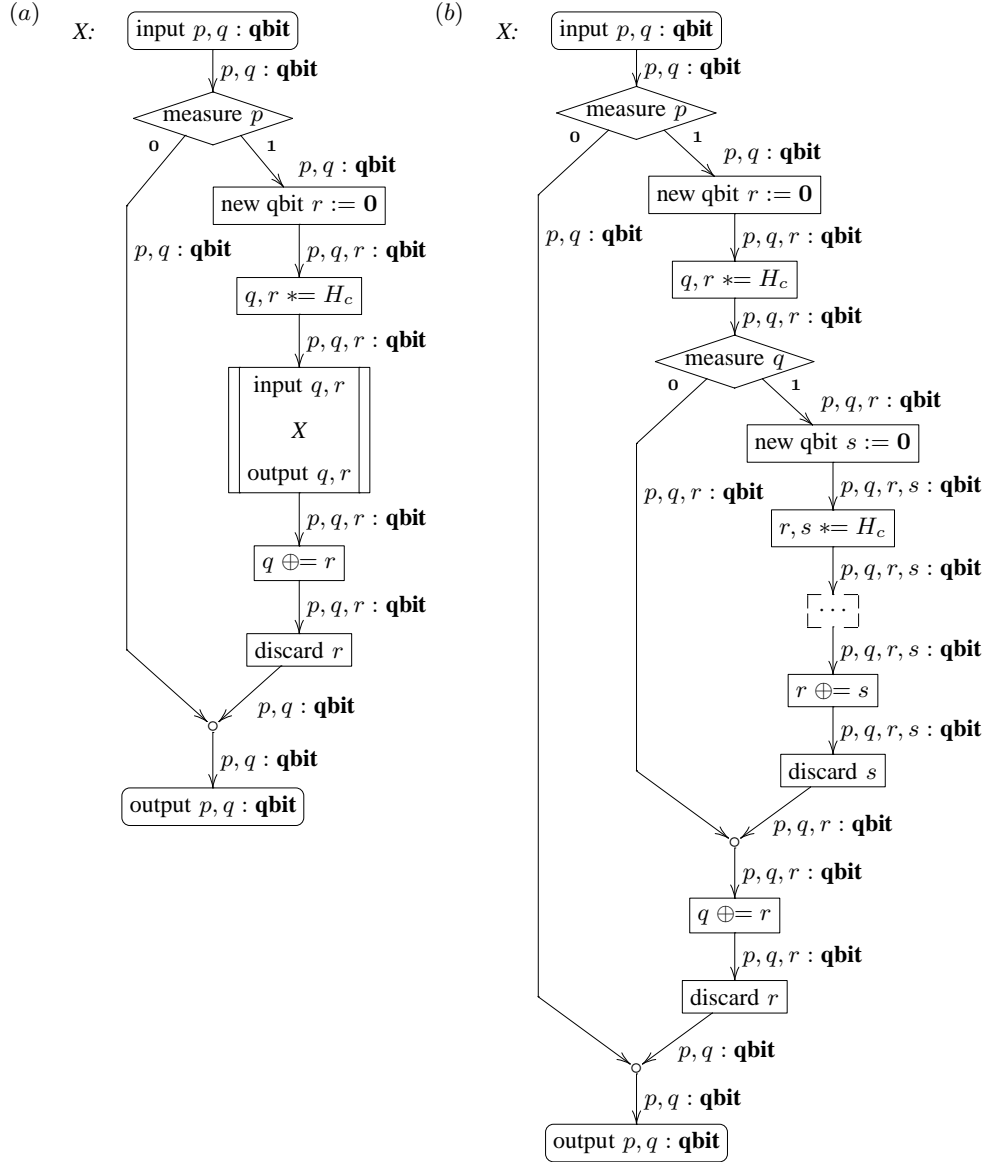 (a)
X:
input p, q : qbit
p, q : qbit
measure p
0
1
p, q : qbit
new qbit r := 0
p, q : qbit
p, q, r : qbit
q, r *= H_c
p, q, r : qbit
input q, r
X
output q, r
p, q, r : qbit
q ⊕= r
p, q, r : qbit
discard r
p, q : qbit
p, q : qbit
output p, q : qbit
(b)
X:
input p, q : qbit
p, q : qbit
measure p
0
1
p, q : qbit
new qbit r := 0
p, q : qbit
p, q, r : qbit
q, r *= H_c
p, q, r : qbit
measure q
0
1
p, q, r : qbit
new qbit s := 0
p, q, r : qbit
p, q, r, s : qbit
r, s *= H_c
p, q, r, s : qbit
···
p, q, r, s : qbit
r ⊕= s
p, q, r, s : qbit
discard s
p, q, r : qbit
p, q, r : qbit
q ⊕= r
p, q, r : qbit
discard r
p, q : qbit
p, q : qbit
output p, q : qbit